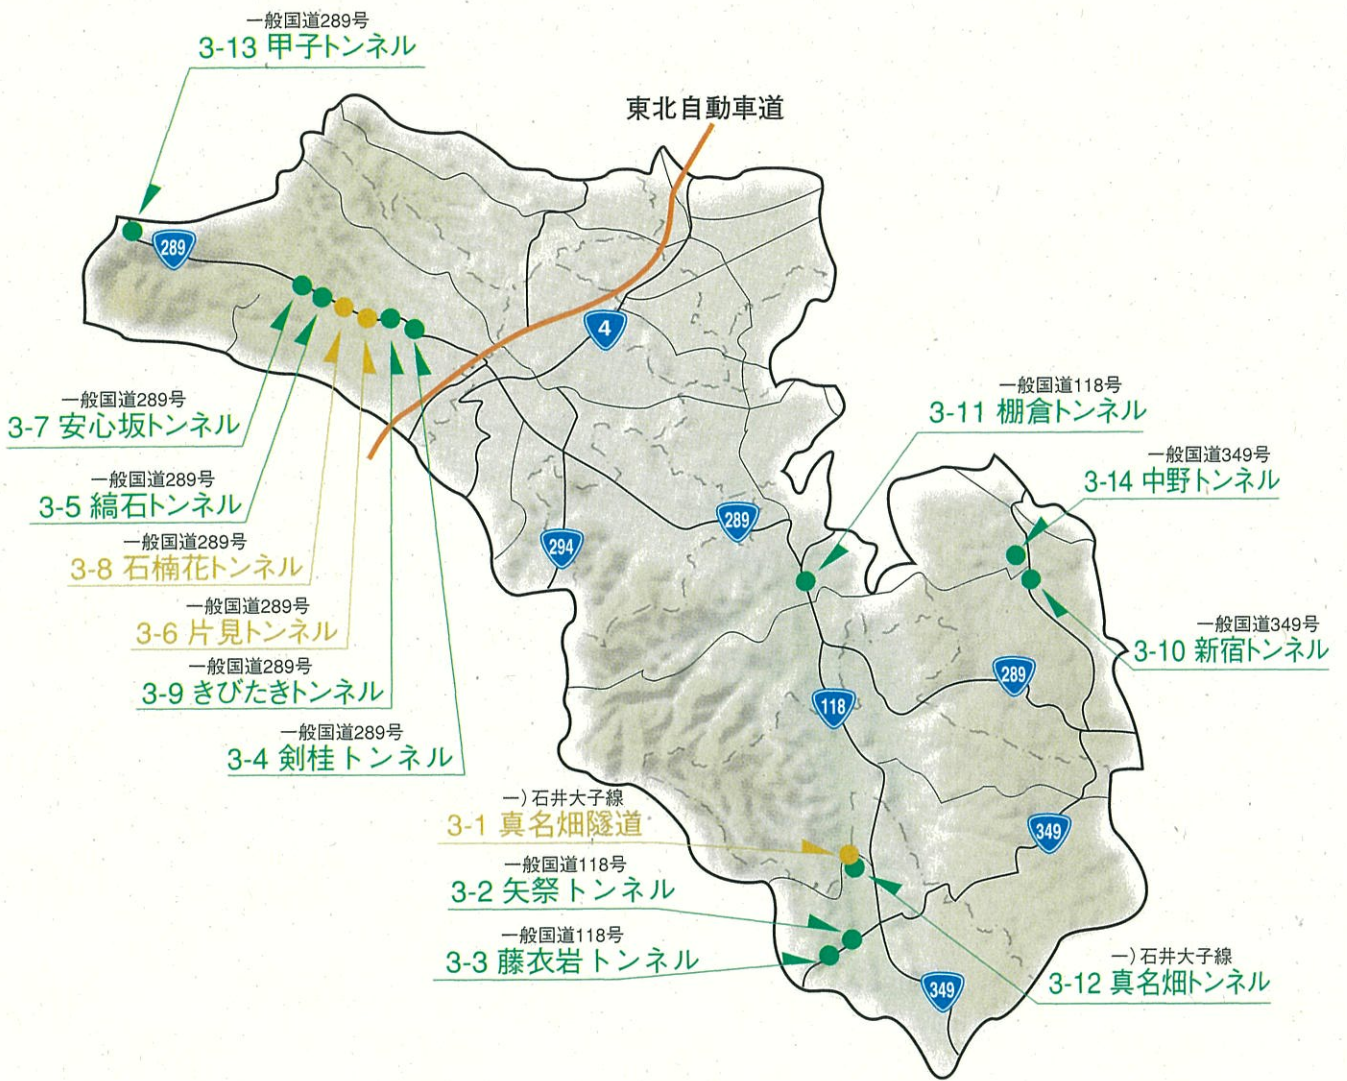 一般国道289号
3-13 甲子トンネル
東北自動車道
289
4
一般国道289号
3-7 安心坂トンネル
一般国道289号
3-5 縞石トンネル
一般国道289号
3-8 石楠花トンネル
一般国道289号
3-6 片見トンネル
一般国道289号
3-9 きびたきトンネル
一般国道289号
3-4 剣桂トンネル
294
289
一般国道118号
3-11 棚倉トンネル
一般国道349号
3-14 中野トンネル
一般国道349号
3-10 新宿トンネル
289
118
349
一）石井大子線
3-1 真名畑隧道
一般国道118号
3-2 矢祭トンネル
一般国道118号
3-3 藤衣岩トンネル
一）石井大子線
3-12 真名畑トンネル
349